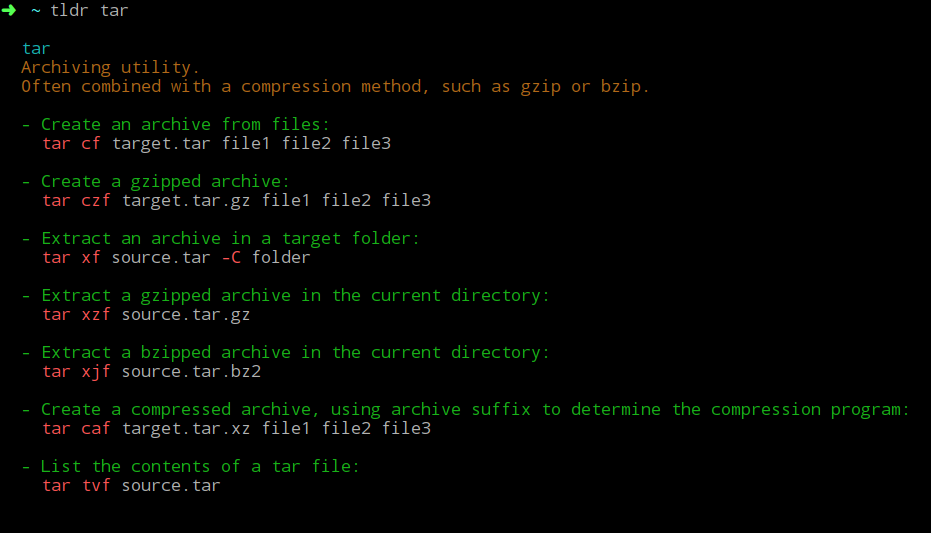 ➜ ~ tldr tar
tar
Archiving utility.
Often combined with a compression method, such as gzip or bzip.
- Create an archive from files:
tar cf target.tar file1 file2 file3
- Create a gzipped archive:
tar czf target.tar.gz file1 file2 file3
- Extract an archive in a target folder:
tar xf source.tar -C folder
- Extract a gzipped archive in the current directory:
tar xzf source.tar.gz
- Extract a bzipped archive in the current directory:
tar xjf source.tar.bz2
- Create a compressed archive, using archive suffix to determine the compression program:
tar caf target.tar.xz file1 file2 file3
- List the contents of a tar file:
tar tvf source.tar